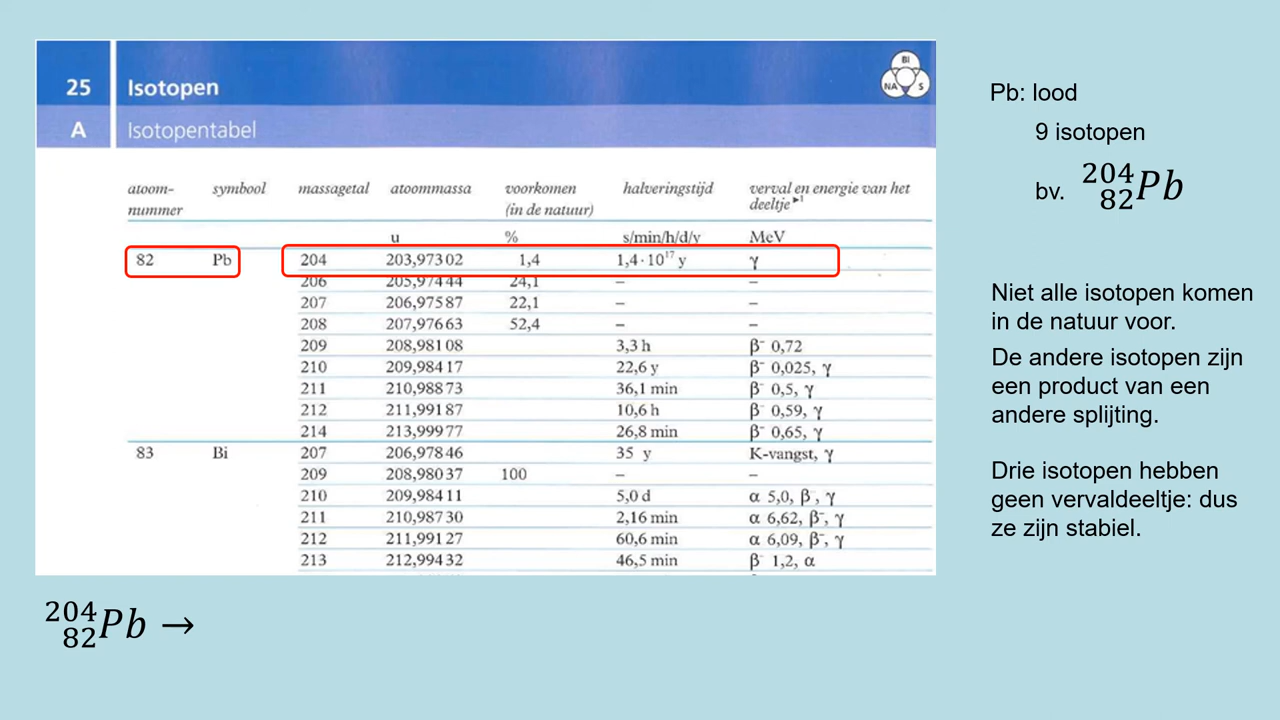 25 Isotopen
BI
NA S
A Isotopentabel
atoom- symbool massagetal atoommassa voorkomen halveringstijd verval en energie van het
nummer (in de natuur) deeltje►1
u % s/min/h/d/y MeV
82 Pb 204 203,97302 1,4 1,4·10¹⁷ y γ
206 205,97444 24,1 – –
207 206,97587 22,1 – –
208 207,97663 52,4 – –
209 208,98108 3,3 h β⁻ 0,72
210 209,98417 22,6 y β⁻ 0,025, γ
211 210,98873 36,1 min β⁻ 0,5, γ
212 211,99187 10,6 h β⁻ 0,59, γ
214 213,99977 26,8 min β⁻ 0,65, γ
83 Bi 207 206,97846 35 y K-vangst, γ
209 208,98037 100 – –
210 209,98411 5,0 d α 5,0, β⁻, γ
211 210,98730 2,16 min α 6,62, β⁻, γ
212 211,99127 60,6 min α 6,09, β⁻, γ
213 212,99432 46,5 min β⁻ 1,2, α
Pb: lood
9 isotopen
bv. ²⁰⁴₈₂Pb
Niet alle isotopen komen
in de natuur voor.
De andere isotopen zijn
een product van een
andere splijting.
Drie isotopen hebben
geen vervaldeeltje: dus
ze zijn stabiel.
²⁰⁴₈₂Pb →